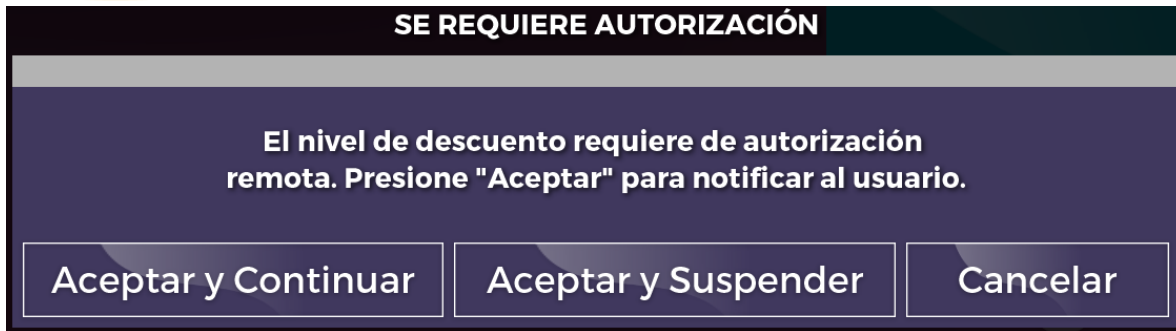 SE REQUIERE AUTORIZACIÓN
El nivel de descuento requiere de autorización
remota. Presione "Aceptar" para notificar al usuario.
Aceptar y Continuar
Aceptar y Suspender
Cancelar